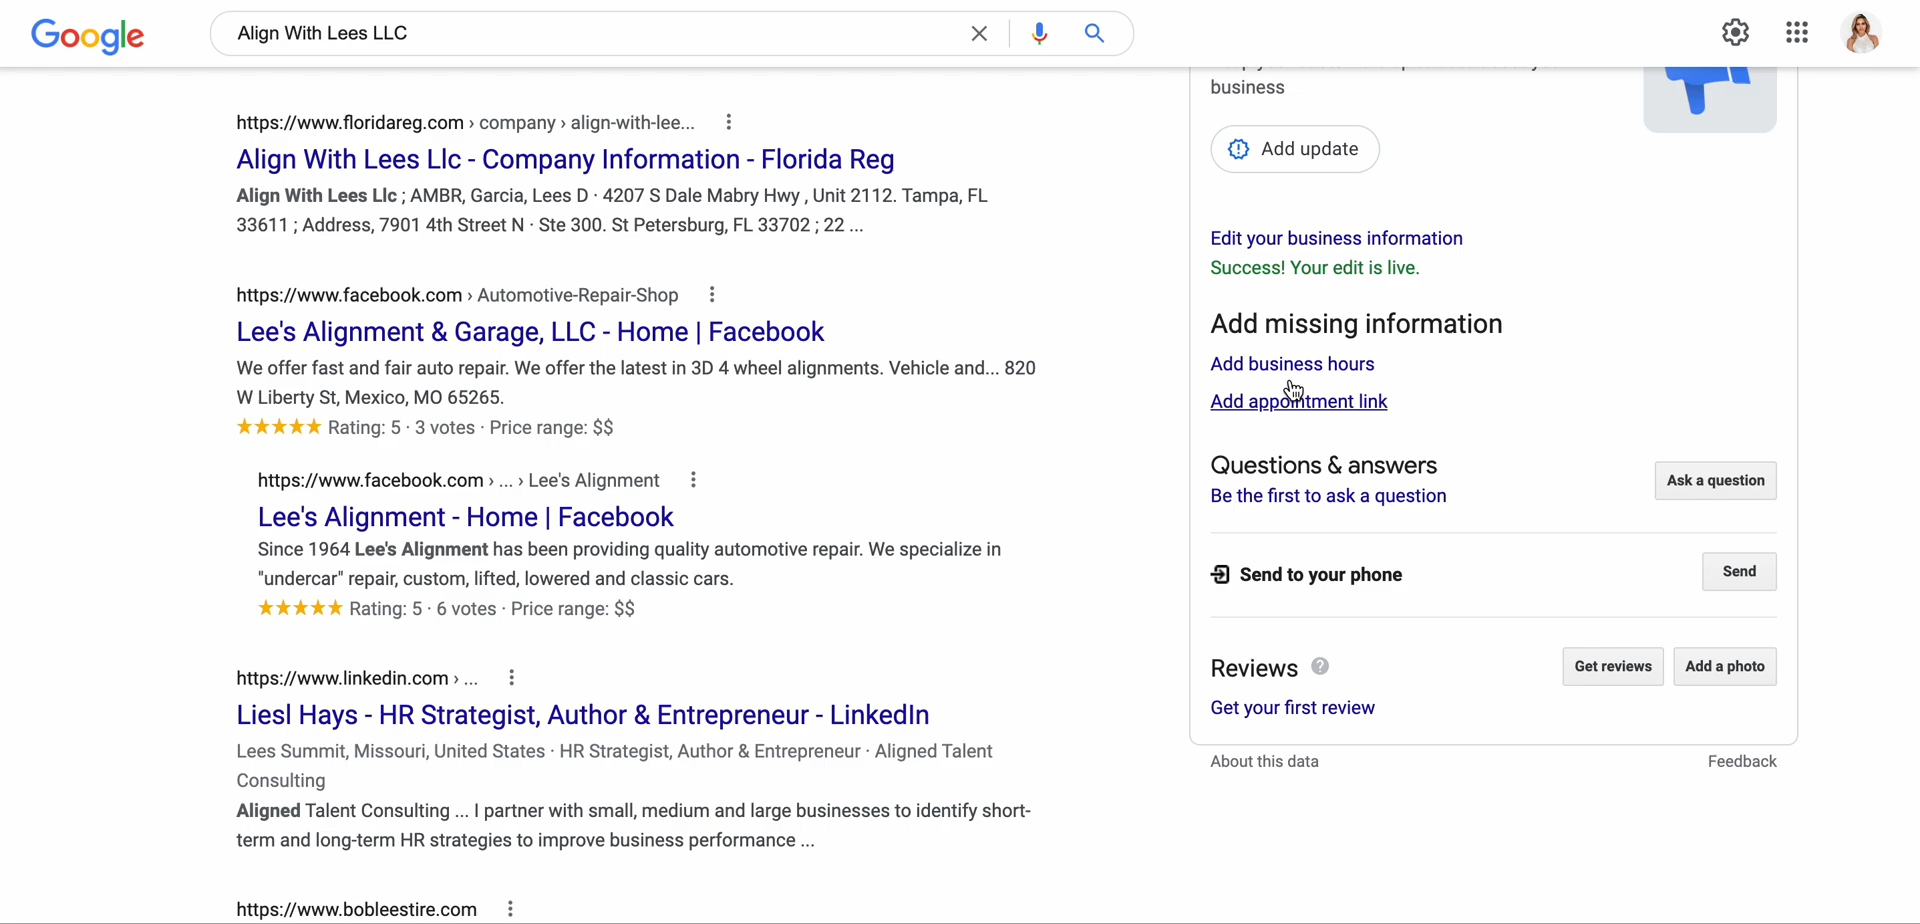 Google
Align With Lees LLC
https://www.floridareg.com › company › align-with-lee...
Align With Lees Llc - Company Information - Florida Reg
Align With Lees Llc ; AMBR, Garcia, Lees D · 4207 S Dale Mabry Hwy , Unit 2112. Tampa, FL
33611 ; Address, 7901 4th Street N · Ste 300. St Petersburg, FL 33702 ; 22 ...
https://www.facebook.com › Automotive-Repair-Shop
Lee's Alignment & Garage, LLC - Home | Facebook
We offer fast and fair auto repair. We offer the latest in 3D 4 wheel alignments. Vehicle and... 820
W Liberty St, Mexico, MO 65265.
Rating: 5 · 3 votes · Price range: $$
https://www.facebook.com › ... › Lee's Alignment
Lee's Alignment - Home | Facebook
Since 1964 Lee's Alignment has been providing quality automotive repair. We specialize in
"undercar" repair, custom, lifted, lowered and classic cars.
Rating: 5 · 6 votes · Price range: $$
https://www.linkedin.com › ...
Liesl Hays - HR Strategist, Author & Entrepreneur - LinkedIn
Lees Summit, Missouri, United States · HR Strategist, Author & Entrepreneur · Aligned Talent
Consulting
Aligned Talent Consulting ... I partner with small, medium and large businesses to identify short-
term and long-term HR strategies to improve business performance ...
https://www.bobleestire.com
business
Add update
Edit your business information
Success! Your edit is live.
Add missing information
Add business hours
Add appointment link
Questions & answers
Be the first to ask a question
Ask a question
Send to your phone
Send
Reviews
Get reviews
Add a photo
Get your first review
About this data
Feedback